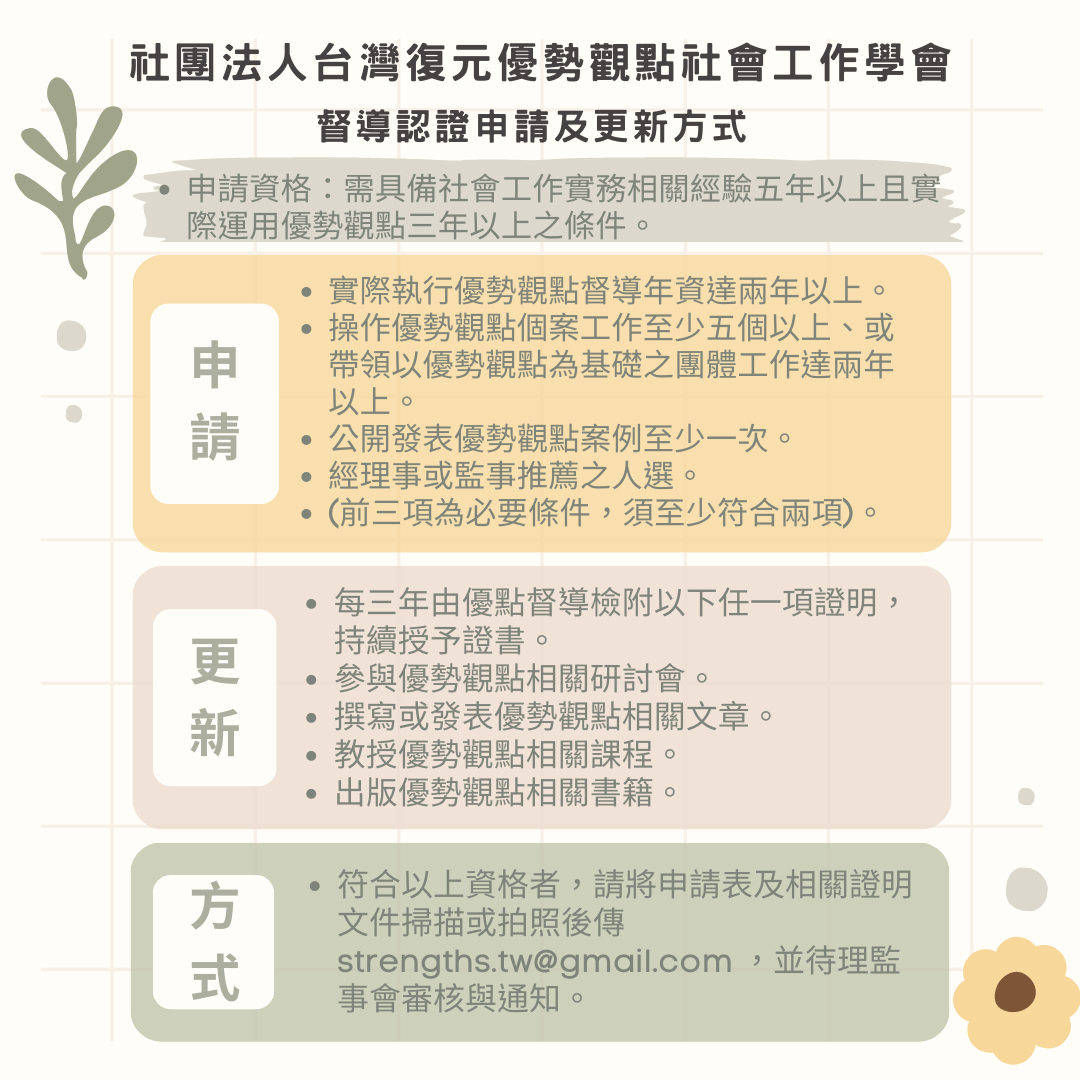 社團法人台灣復元優勢觀點社會工作學會
督導認證申請及更新方式
• 申請資格：需具備社會工作實務相關經驗五年以上且實
際運用優勢觀點三年以上之條件。
申
請
• 實際執行優勢觀點督導年資達兩年以上。
• 操作優勢觀點個案工作至少五個以上、或
帶領以優勢觀點為基礎之團體工作達兩年
以上。
• 公開發表優勢觀點案例至少一次。
• 經理事或監事推薦之人選。
• (前三項為必要條件，須至少符合兩項)。
更
新
• 每三年由優點督導檢附以下任一項證明，
持續授予證書。
• 參與優勢觀點相關研討會。
• 撰寫或發表優勢觀點相關文章。
• 教授優勢觀點相關課程。
• 出版優勢觀點相關書籍。
方
式
• 符合以上資格者，請將申請表及相關證明
文件掃描或拍照後傳
strengths.tw@gmail.com ，並待理監
事會審核與通知。